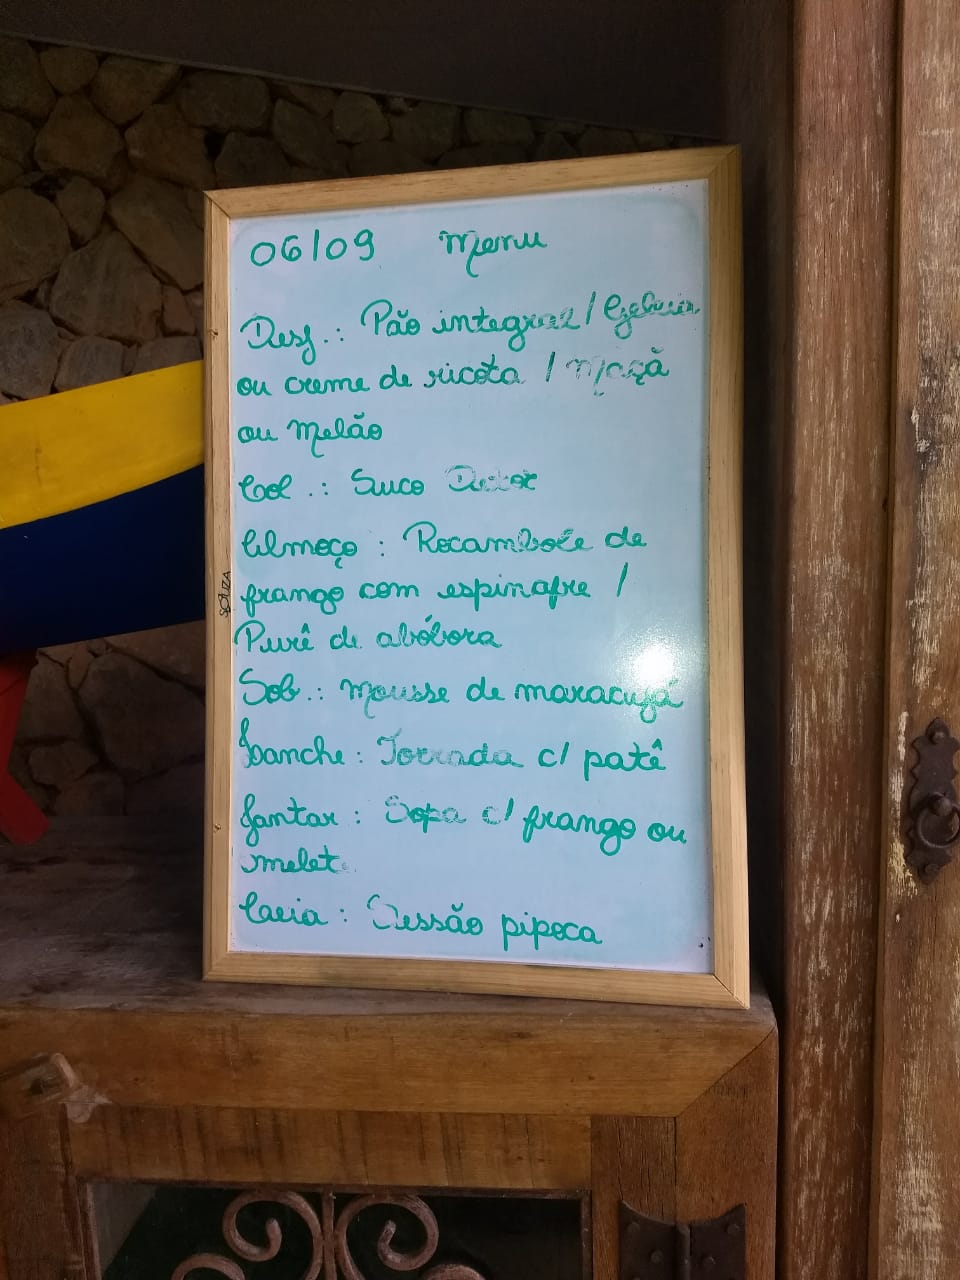 06/09 Menu
Desj.: Pão integral / Geleia
ou creme de ricota / Maçã
ou Melão
Col.: Suco Detox
Almoço: Rocambole de
frango com espinafre /
Purê de abóbora
Sob.: Mousse de maracujá
Lanche: Torrada c/ patê
Jantar: Sopa c/ frango ou
omelete
Ceia: Sessão pipoca
SOUZA